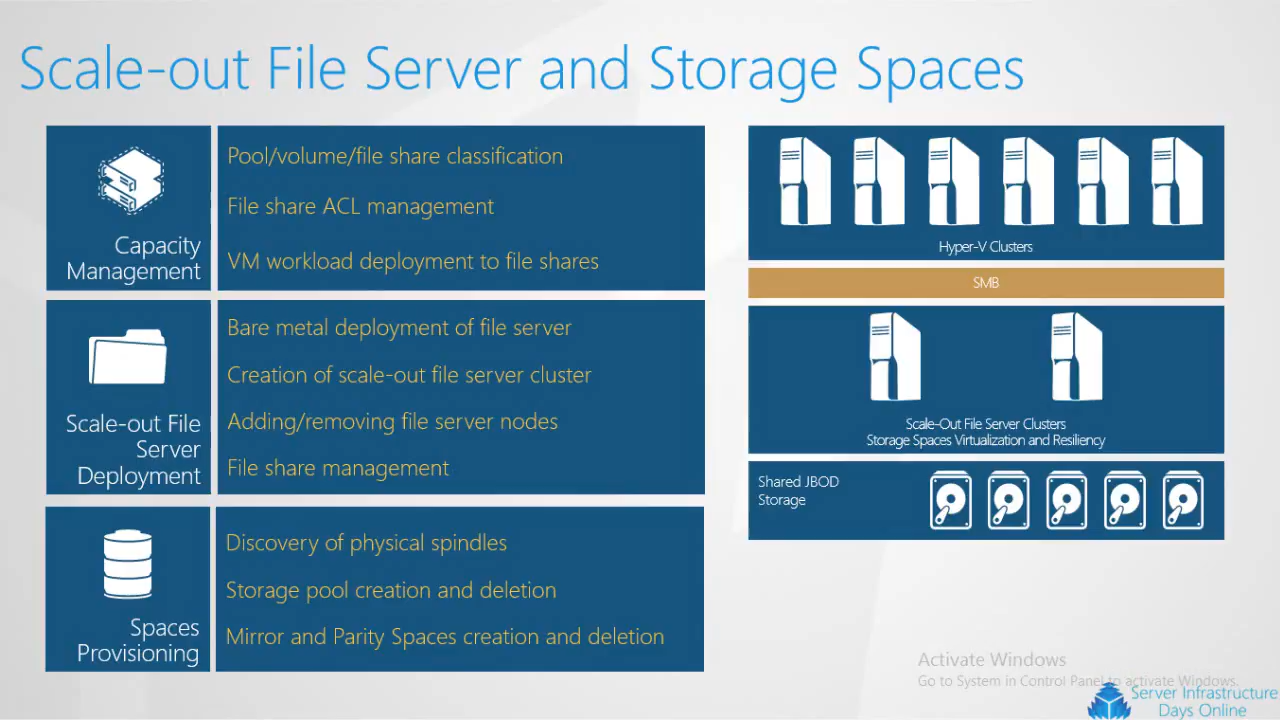 Scale-out File Server and Storage Spaces
Capacity
Management
Pool/volume/file share classification
File share ACL management
VM workload deployment to file shares
Scale-out File
Server
Deployment
Bare metal deployment of file server
Creation of scale-out file server cluster
Adding/removing file server nodes
File share management
Spaces
Provisioning
Discovery of physical spindles
Storage pool creation and deletion
Mirror and Parity Spaces creation and deletion
Hyper-V Clusters
SMB
Scale-Out File Server Clusters
Storage Spaces Virtualization and Resiliency
Shared JBOD
Storage
Activate Windows
Go to System in Control Panel to activate Windows.
Server Infrastructure
Days Online